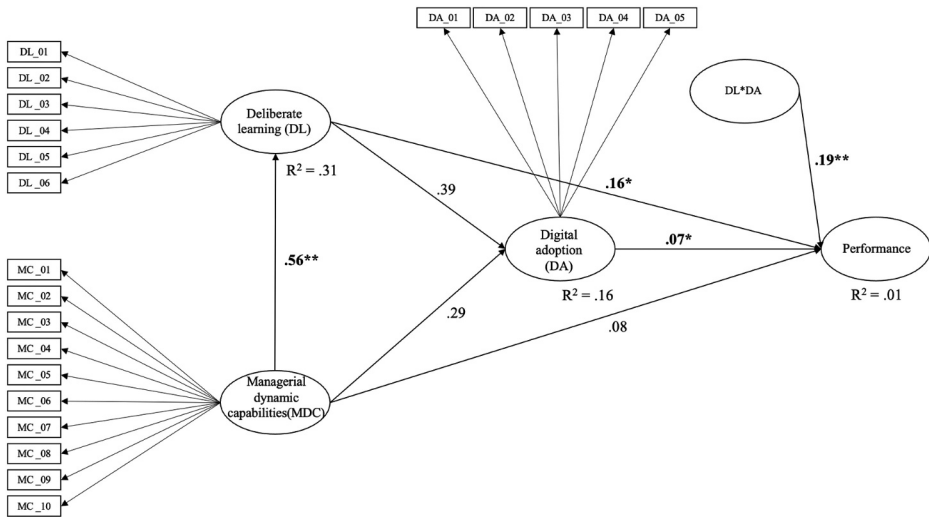 DA_01
DA_02
DA_03
DA_04
DA_05
DL _01
DL _02
DL _03
DL _04
DL _05
DL _06
Deliberate
learning (DL)
R² = .31
DL*DA
.19**
.16*
.39
Digital
adoption
(DA)
R² = .16
.07*
Performance
R² = .01
.56**
.29
.08
MC _01
MC _02
MC _03
MC _04
MC _05
MC _06
MC _07
MC _08
MC _09
MC _10
Managerial
dynamic
capabilities(MDC)